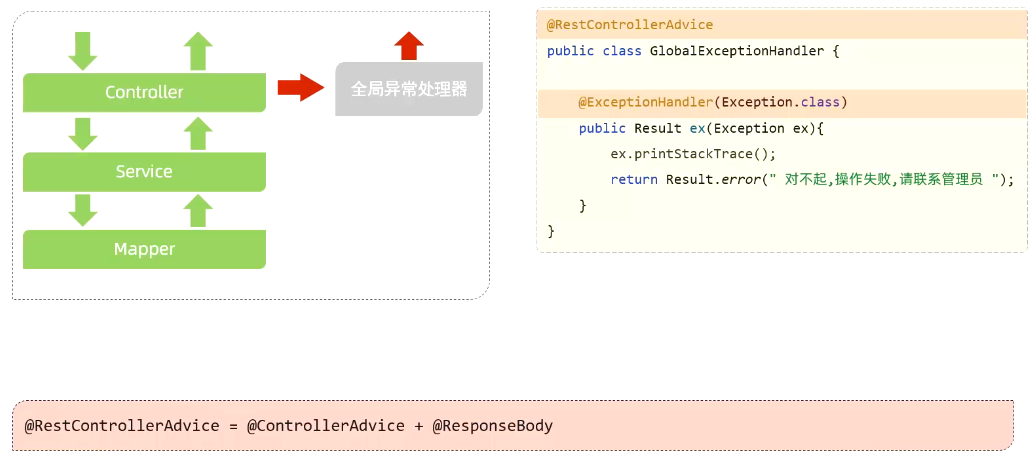 Controller
全局异常处理器
Service
Mapper
@RestControllerAdvice
public class GlobalExceptionHandler {
@ExceptionHandler(Exception.class)
public Result ex(Exception ex){
ex.printStackTrace();
return Result.error(" 对不起,操作失败,请联系管理员 ");
}
}
@RestControllerAdvice = @ControllerAdvice + @ResponseBody